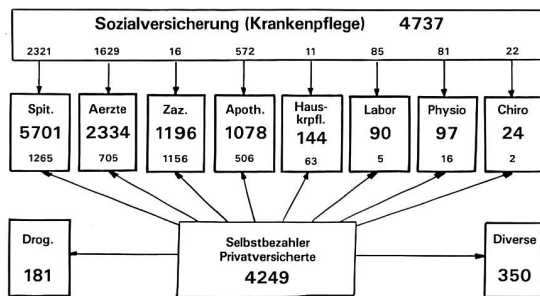 Sozialversicherung (Krankenpflege) 4737
2321 1629 16 572 11 85 81 22
Spit. Aerzte Zaz. Apoth. Haus- Labor Physio Chiro
krpfl.
5701 2334 1196 1078 144 90 97 24
1265 705 1156 506 63 5 16 2
Drog. Selbstbezahler Diverse
Privatversicherte
181 4249 350